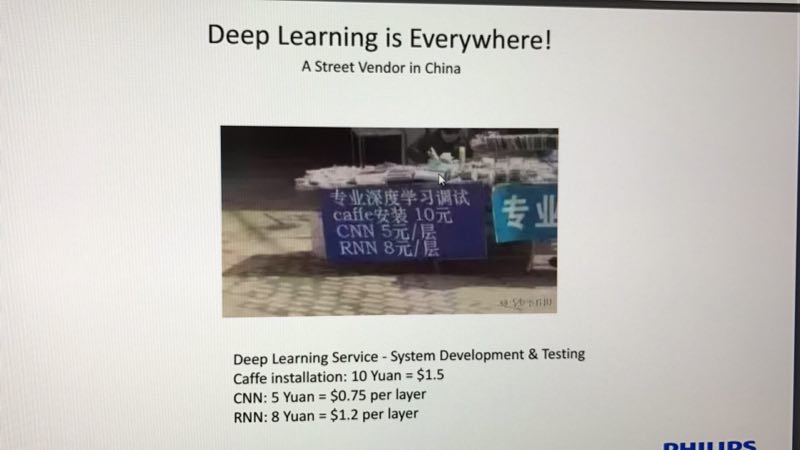 Deep Learning is Everywhere!
A Street Vendor in China
专业深度学习调试
caffe安装 10元
CNN 5元/层
RNN 8元/层
专业
Deep Learning Service - System Development & Testing
Caffe installation: 10 Yuan = $1.5
CNN: 5 Yuan = $0.75 per layer
RNN: 8 Yuan = $1.2 per layer
PHILIPS